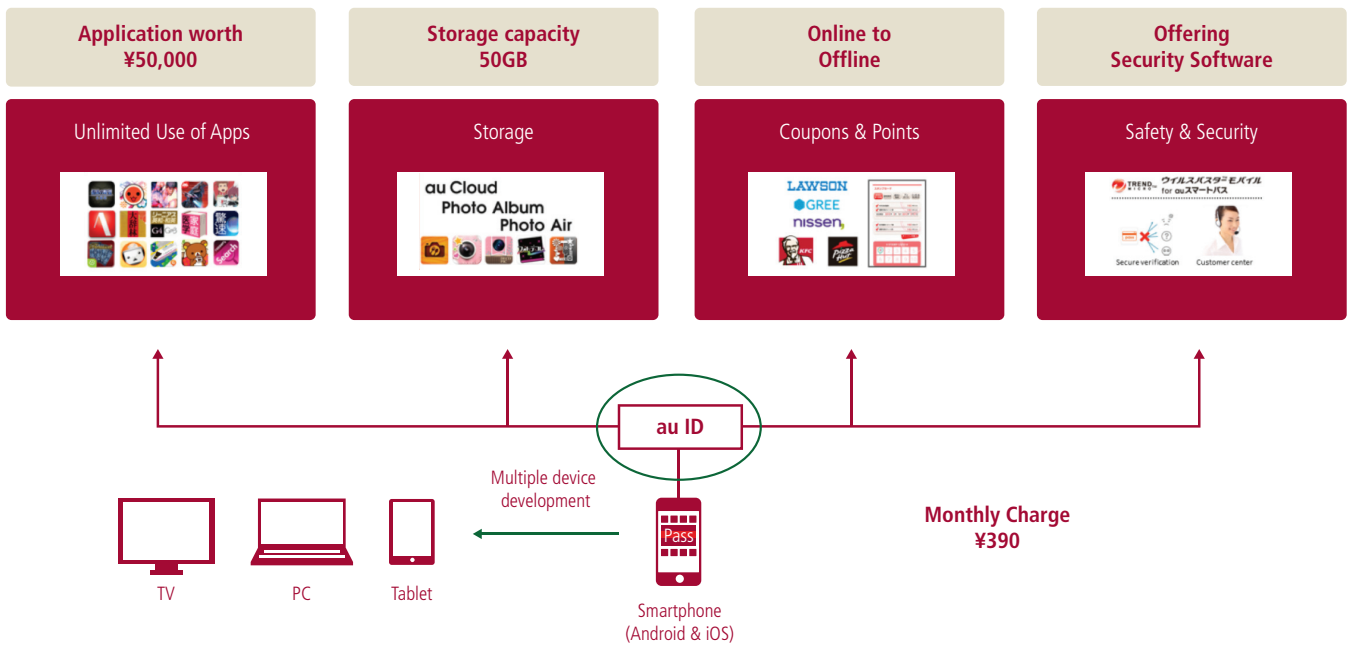 Application worth
¥50,000
Storage capacity
50GB
Online to
Offline
Offering
Security Software
Unlimited Use of Apps
Storage
au Cloud
Photo Album
Photo Air
Coupons & Points
LAWSON
GREE
nissen,
KFC
Pizza
Hut
Safety & Security
TREND
MICRO
ウイルスバスターモバイル
for auスマートパス
Secure verification
Customer center
au ID
Multiple device
development
Pass
Monthly Charge
¥390
TV
PC
Tablet
Smartphone
(Android & iOS)